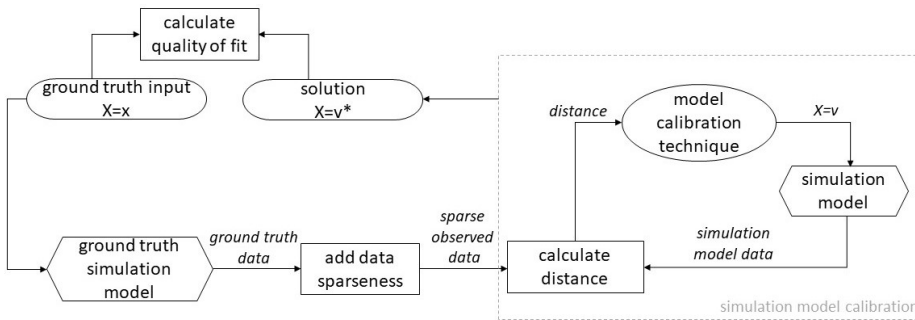 calculate
quality of fit
ground truth input
X=x
solution
X=v*
distance
model
calibration
technique
X=v
simulation
model
ground truth
simulation
model
ground truth
data
add data
sparseness
sparse
observed
data
calculate
distance
simulation
model data
simulation model calibration